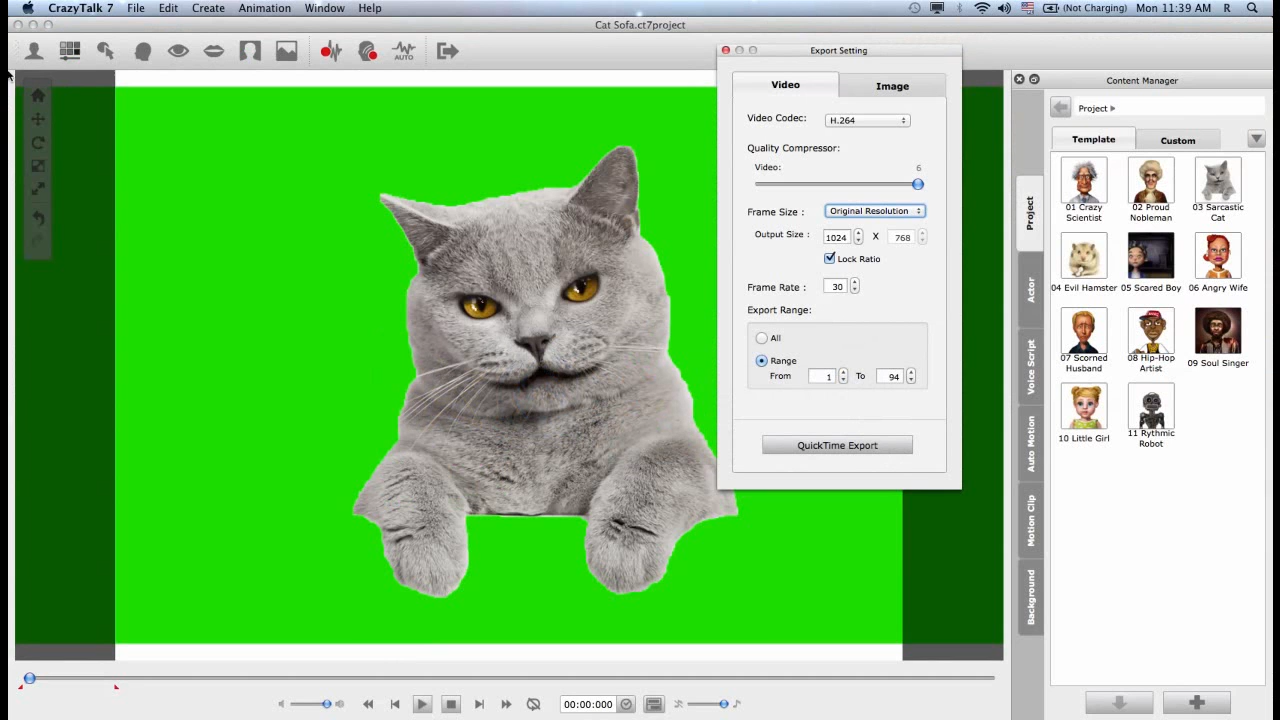 CrazyTalk 7 File Edit Create Animation Window Help (Not Charging) Mon 11:39 AM R
Cat Sofa.ct7project
AUTO
Export Setting
Video Image
Video Codec: H.264
Quality Compressor:
Video: 6
Frame Size : Original Resolution
Output Size : 1024 X 768
Lock Ratio
Frame Rate : 30
Export Range:
All
Range
From 1 To 94
QuickTime Export
Content Manager
Project
Template Custom
01 Crazy Scientist
02 Proud Nobleman
03 Sarcastic Cat
04 Evil Hamster
05 Scared Boy
06 Angry Wife
07 Scorned Husband
08 Hip-Hop Artist
09 Soul Singer
10 Little Girl
11 Rythmic Robot
Project
Actor
Voice Script
Auto Motion
Motion Clip
Background
00:00:000